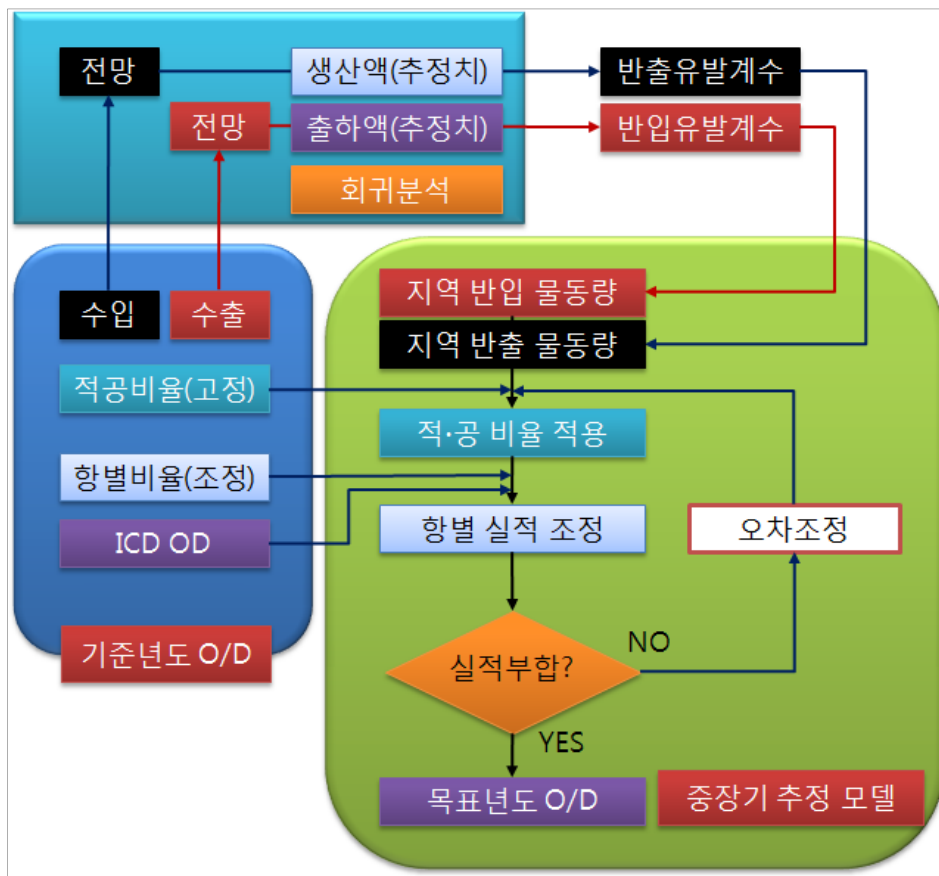 전망
생산액(추정치)
반출유발계수
전망
출하액(추정치)
반입유발계수
회귀분석
수입
수출
지역 반입 물동량
지역 반출 물동량
적공비율(고정)
적·공 비율 적용
항별비율(조정)
ICD OD
항별 실적 조정
오차조정
기준년도 O/D
실적부합?
NO
YES
목표년도 O/D
중장기 추정 모델